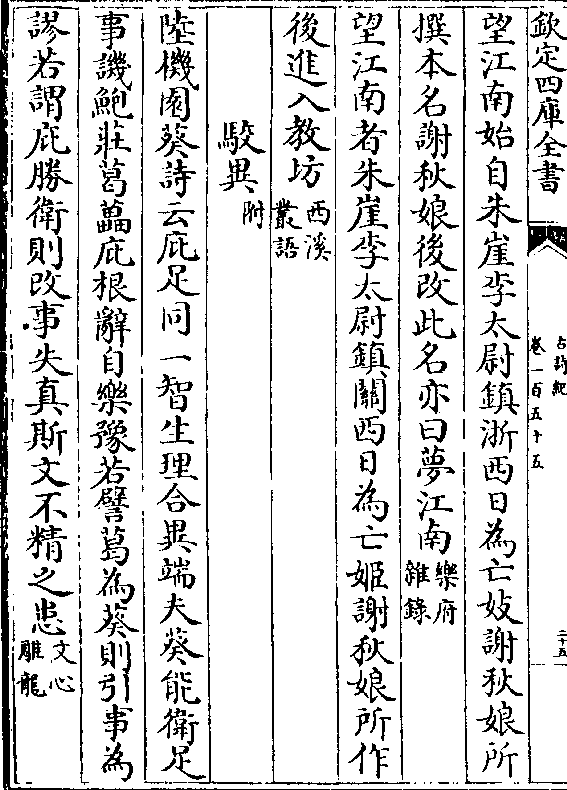 欽定四庫全書
古詩紀
卷一百五十五
二十五
望江南始自朱崖李太尉鎮浙西日為亡妓謝秋娘所
撰本名謝秋娘後改此名亦曰夢江南樂府雜錄
望江南者朱崖李太尉鎮關西日為亡姬謝秋娘所作
後進入教坊西溪叢語
駁異附
陸機園葵詩云庇足同一智生理合異端夫葵能衛足
事譏鮑莊葛藟庇根辭自樂豫若譬葛為葵則引事為
謬若謂庇勝衛則改事失真斯文不精之患文心雕龍